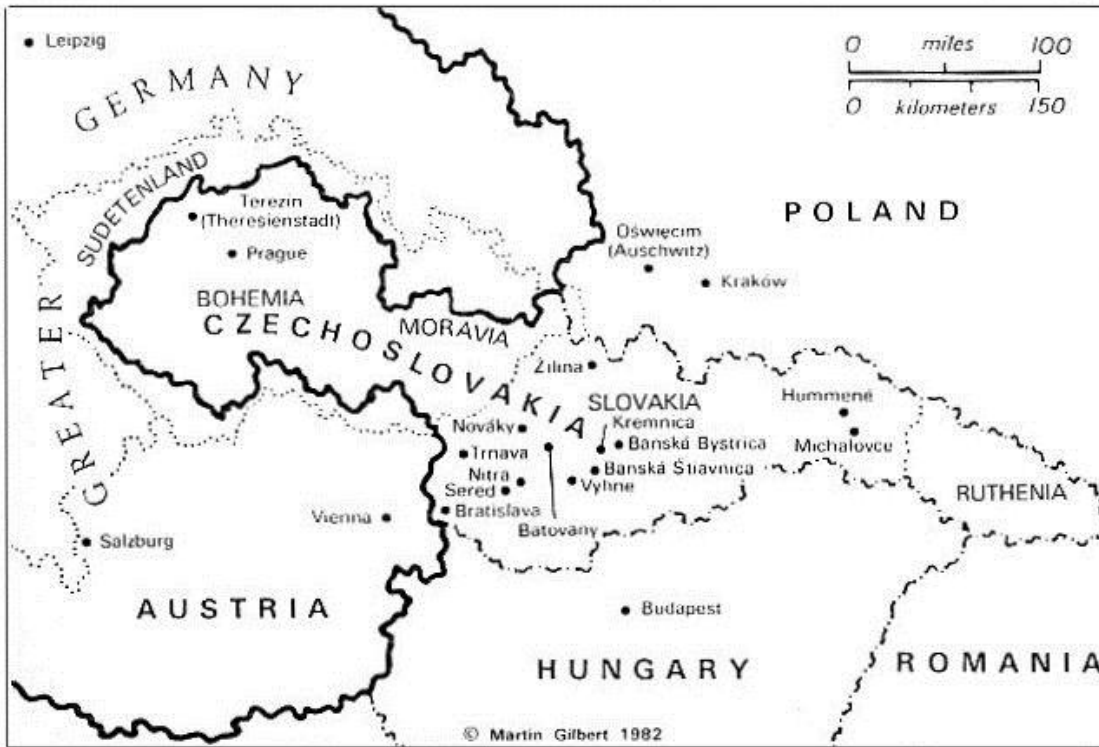 Leipzig
0 miles 100
0 kilometers 150
GREATER GERMANY
SUDETENLAND
Terezin
(Theresienstadt)
Prague
POLAND
Oświęcim
(Auschwitz)
Kraków
BOHEMIA
MORAVIA
CZECHOSLOVAKIA
Žilina
SLOVAKIA
Hummené
Kremnica
Nováky
Banská Bystrica
Michalovce
Trnava
Banská Štiavnica
Nitra
Vyhne
Sered
RUTHENIA
Bratislava
Vienna
Batovany
Salzburg
AUSTRIA
Budapest
HUNGARY
ROMANIA
© Martin Gilbert 1982